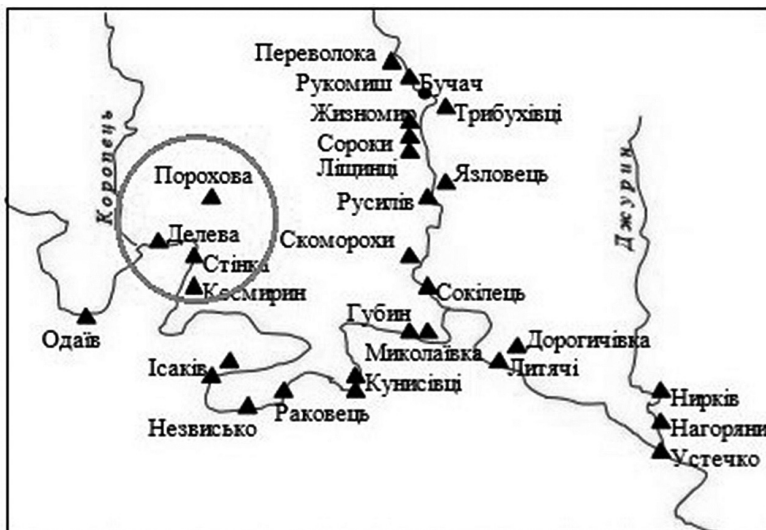 Переволока
Рукомиш
Бучач
Жизномир
Трибухівці
Сороки
Ліщинці
Язловець
Русилів
Скоморохи
Сокілець
Губин
Миколаївка
Дорогичівка
Литячі
Кунисівці
Раковець
Незвисько
Ісаків
Одаїв
Коропець
Порохова
Делева
Стінка
Космирин
Джурин
Нирків
Нагоряни
Устечко